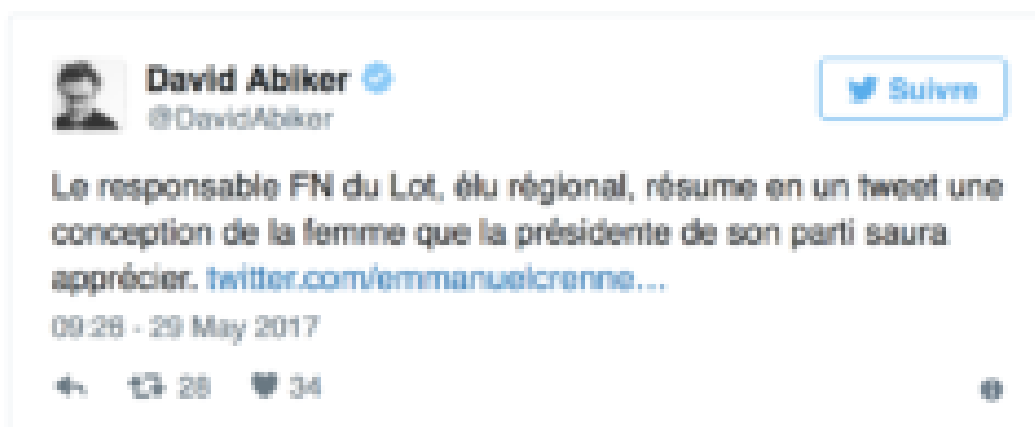 David Abiker
Suivre
@DavidAbiker
Le responsable FN du Lot, élu régional, résume en un tweet une
conception de la femme que la présidente de son parti saura
apprécier. twitter.com/emmanuelcrenne…
09:26 - 29 May 2017
28 34